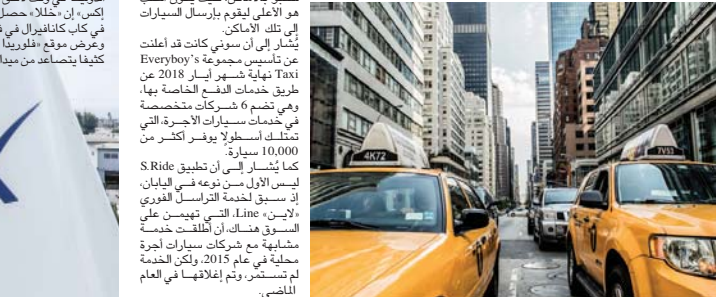 هو الأعلى ليقوم بإرسال السيارات
إلى تلك الأماكن.
يُشار إلى أن سوني كانت قد أعلنت
عن تأسيس مجموعة Everyboy's
Taxi نهاية شهر أيار 2018 عن
طريق خدمات الدفع الخاصة بها،
وهي تضم 6 شركات متخصصة
في خدمات سيارات الأجرة، التي
تمتلك أسطولا يوفر أكثر من
10,000 سيارة.
كما يُشار إلى أن تطبيق S.Ride
ليس الأول من نوعه في اليابان،
إذ سبق لخدمة التراسل الفوري
«لاين» Line، التي تهيمن على
السوق هناك، أن أطلقت خدمة
مشابهة مع شركات سيارات أجرة
محلية في عام 2015، ولكن الخدمة
لم تستمر، وتم إغلاقها في العام
الماضي.
إكس» إن «خللا» حصل
في كاب كانافيرال في
وعرض موقع «فلوريدا
كثيفا يتصاعد من
4K72
7V53